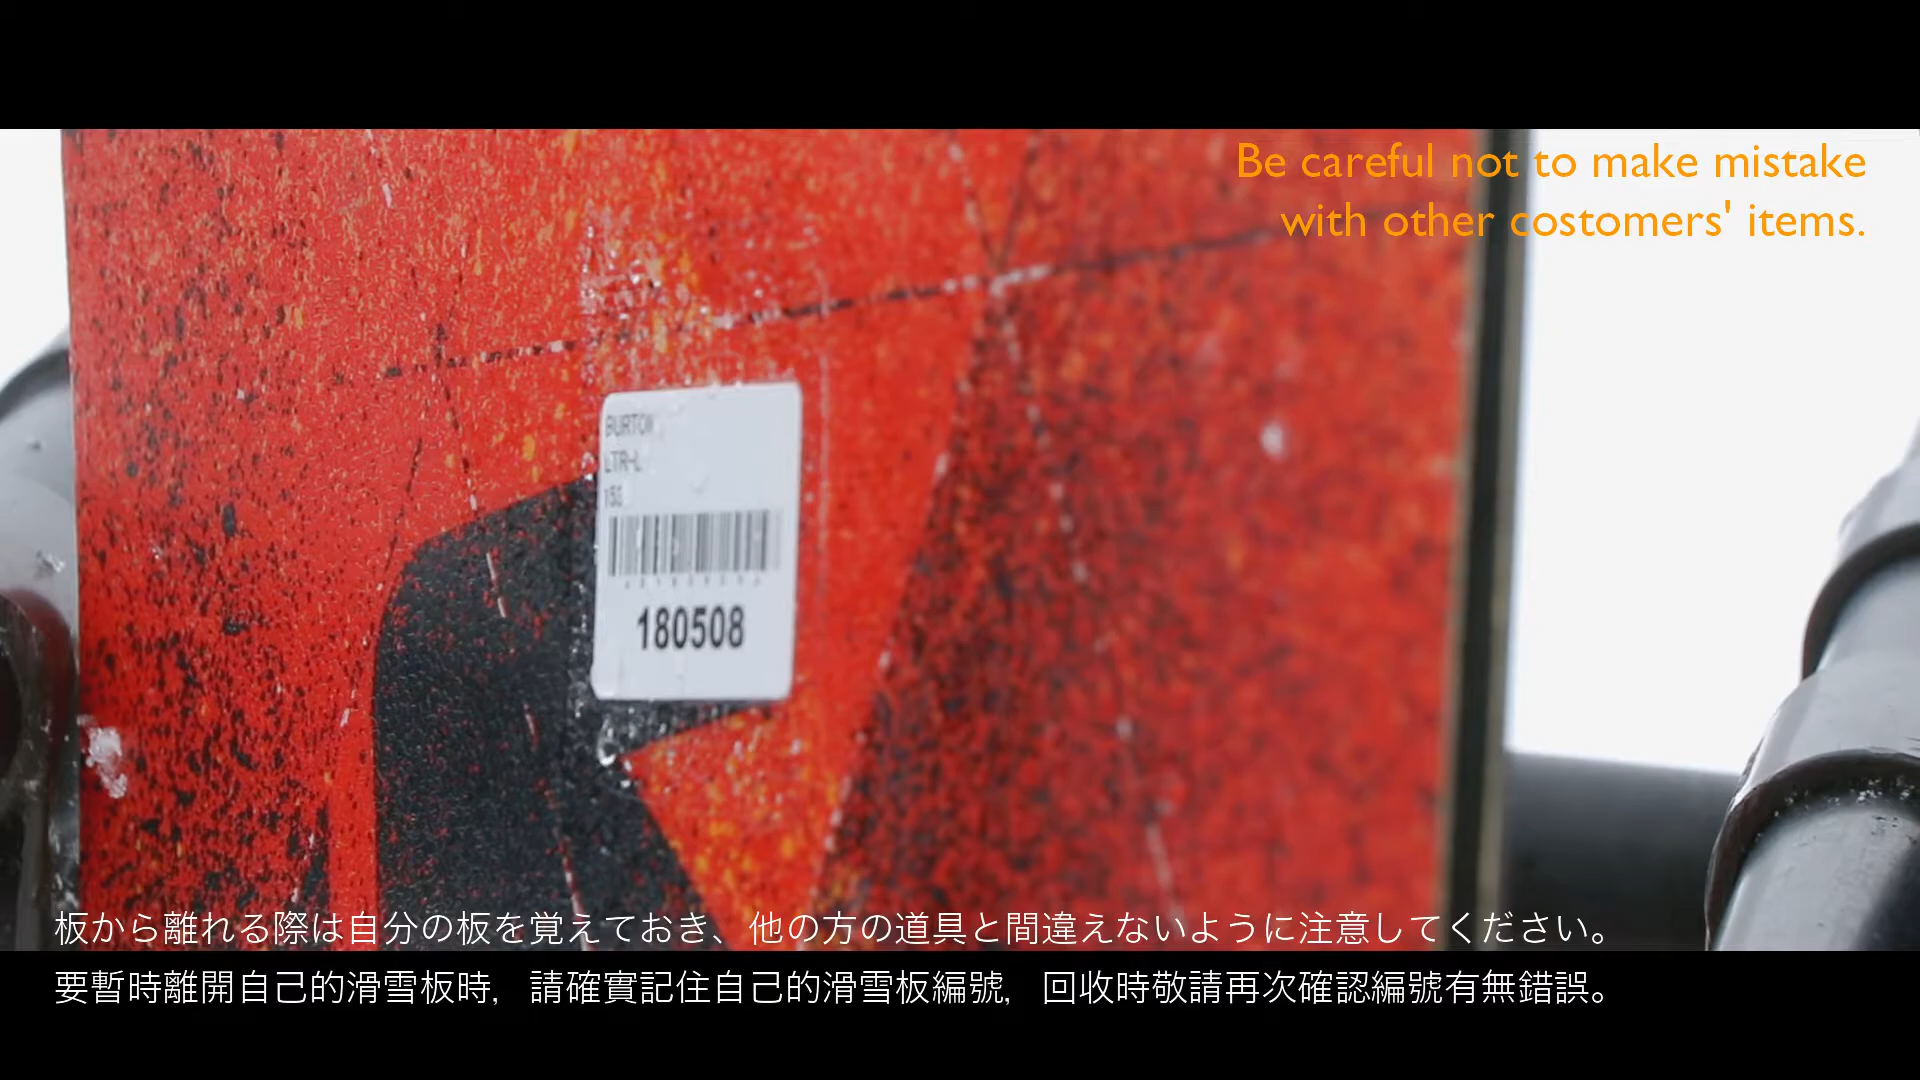 Be careful not to make mistake
with other costomers' items.
BURTON
LTR-L
180508
板から離れる際は自分の板を覚えておき、他の方の道具と間違えないように注意してください。
要暫時離開自己的滑雪板時, 請確實記住自己的滑雪板編號, 回收時敬請再次確認編號有無錯誤。